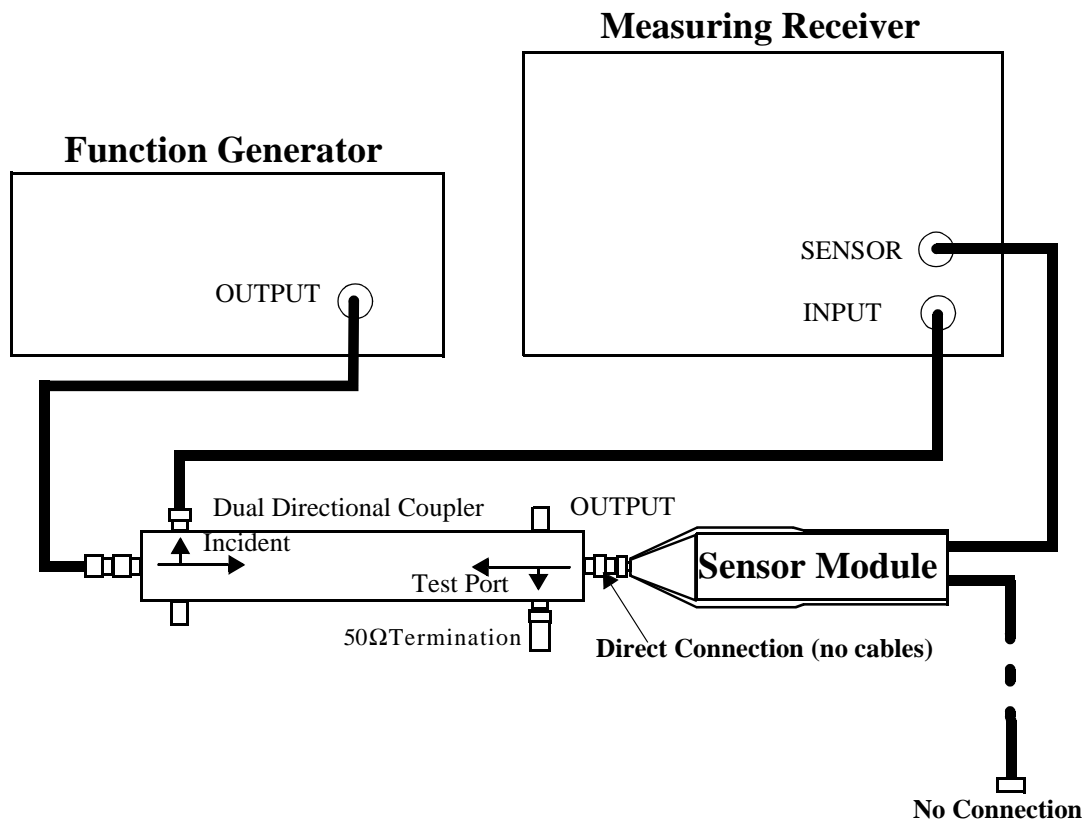 Measuring Receiver
Function Generator
SENSOR
OUTPUT
INPUT
Dual Directional Coupler
OUTPUT
Incident
Test Port
Sensor Module
50ΩTermination
Direct Connection (no cables)
No Connection